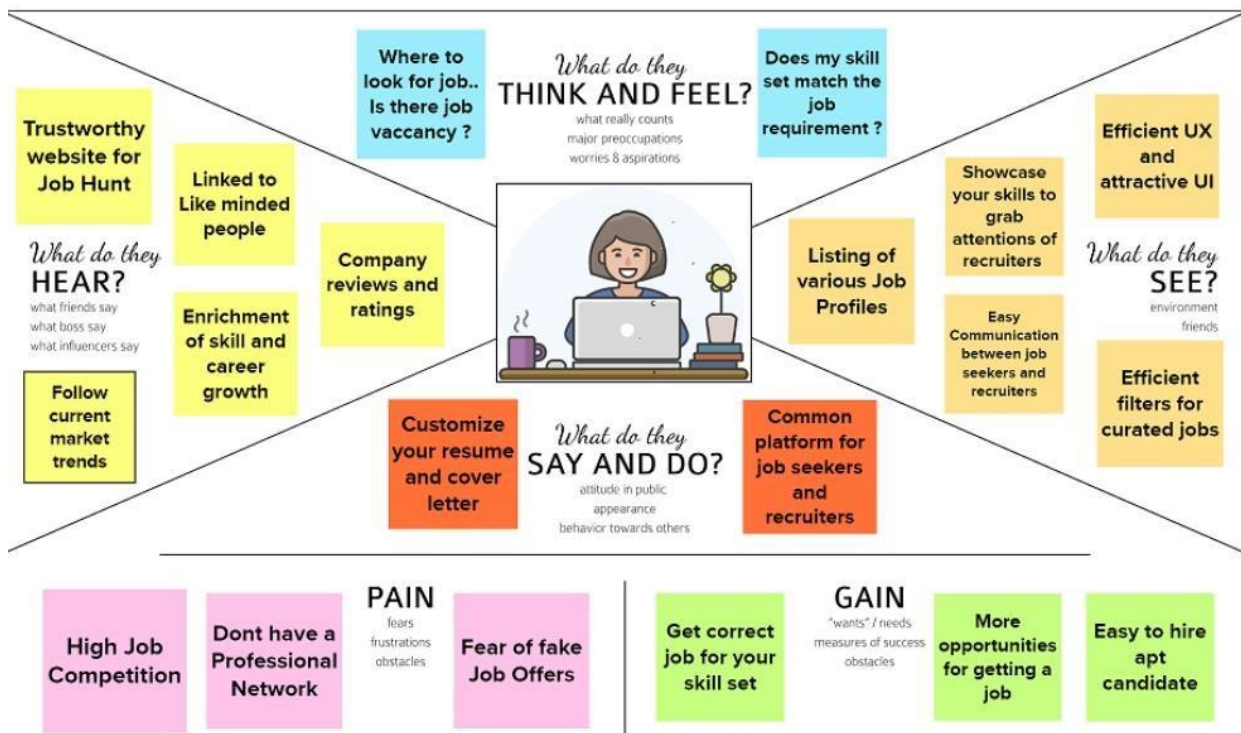 Where to
look for job..
Is there job
vaccancy ?
What do they
THINK AND FEEL?
what really counts
major preoccupations
worries & aspirations
Does my skill
set match the
job
requirement ?
Trustworthy
website for
Job Hunt
Linked to
Like minded
people
Company
reviews and
ratings
What do they
HEAR?
what friends say
what boss say
what influencers say
Enrichment
of skill and
career
growth
Follow
current
market
trends
Listing of
various Job
Profiles
Showcase
your skills to
grab
attentions of
recruiters
Efficient UX
and
attractive UI
What do they
SEE?
environment
friends
Easy
Communication
between job
seekers and
recruiters
Efficient
filters for
curated jobs
Customize
your resume
and cover
letter
What do they
SAY AND DO?
attitude in public
appearance
behavior towards others
Common
platform for
job seekers
and
recruiters
High Job
Competition
Dont have a
Professional
Network
PAIN
fears
frustrations
obstacles
Fear of fake
Job Offers
Get correct
job for your
skill set
GAIN
"wants" / needs
measures of success
obstacles
More
opportunities
for getting a
job
Easy to hire
apt
candidate